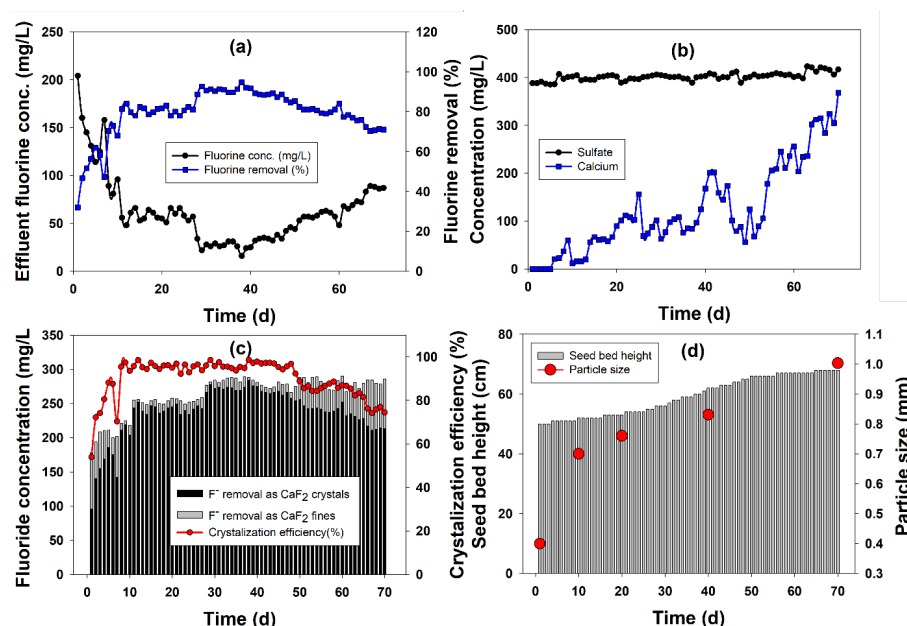 (a)
Effluent fluorine conc. (mg/L)
250
200
150
100
50
0
120
100
80
60
40
20
0
Fluorine removal (%)
Fluorine conc. (mg/L)
Fluorine removal (%)
0 20 40 60
Time (d)
(b)
Concentration (mg/L)
500
400
300
200
100
0
Sulfate
Calcium
0 20 40 60
Time (d)
(c)
Fluoride concentration (mg/L)
350
300
250
200
150
100
50
0
100
80
60
40
20
0
Crystalization efficiency (%)
F- removal as CaF2 crystals
F- removal as CaF2 fines
Crystalization efficiency(%)
0 10 20 30 40 50 60 70
Time (d)
(d)
Seed bed height (cm)
80
60
40
20
0
1.1
1.0
0.9
0.8
0.7
0.6
0.5
0.4
0.3
Particle size (mm)
Seed bed height
Particle size
0 10 20 30 40 50 60 70
Time (d)